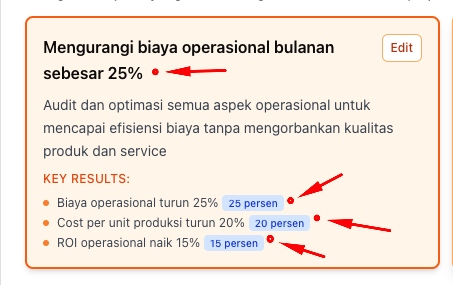 Mengurangi biaya operasional bulanan
sebesar 25%
Edit
Audit dan optimasi semua aspek operasional untuk
mencapai efisiensi biaya tanpa mengorbankan kualitas
produk dan service
KEY RESULTS:
Biaya operasional turun 25% 25 persen
Cost per unit produksi turun 20% 20 persen
ROI operasional naik 15% 15 persen